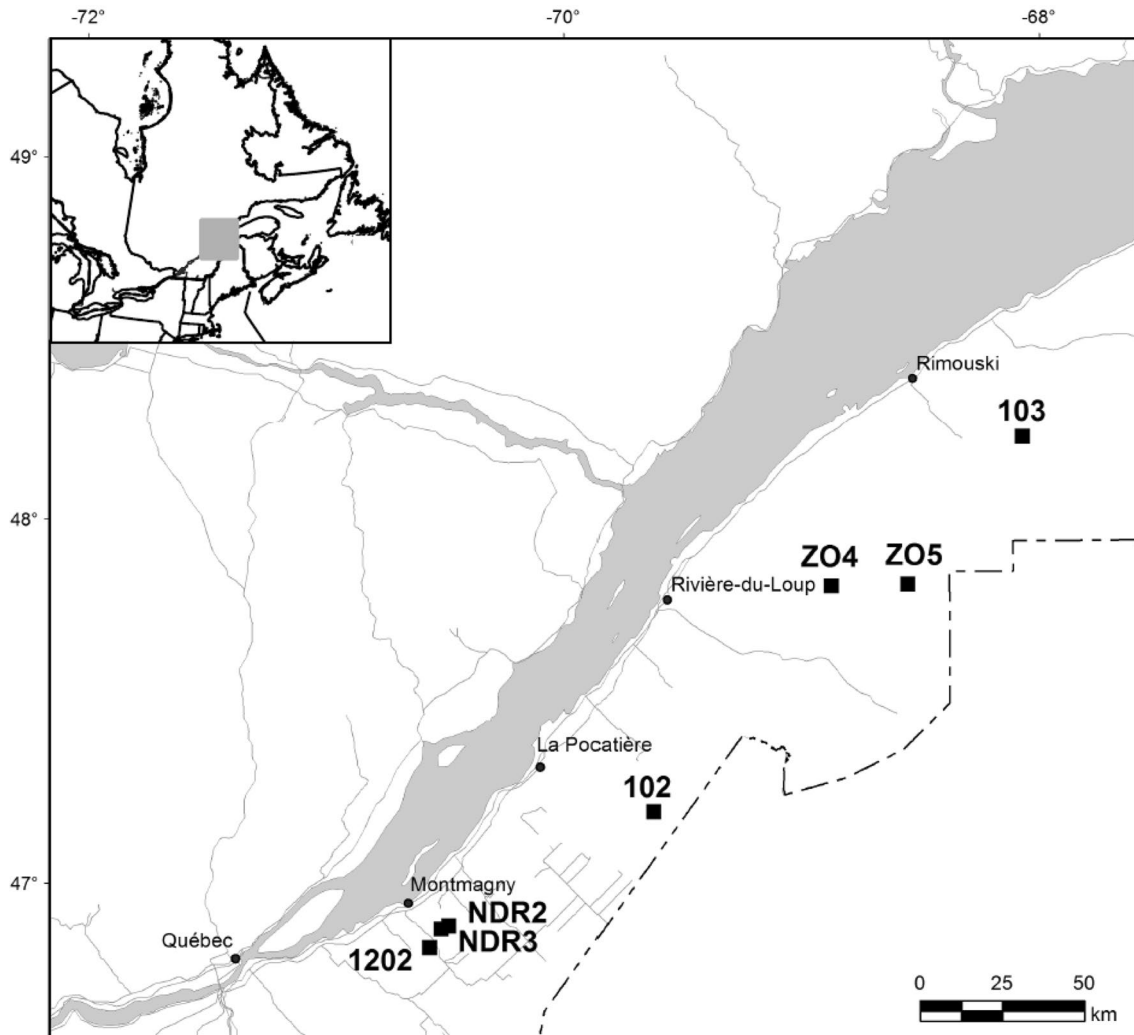 -72°
-70°
-68°
49°
Rimouski
103
48°
ZO4
ZO5
Rivière-du-Loup
La Pocatière
102
47°
Montmagny
NDR2
NDR3
Québec
1202
0 25 50
km